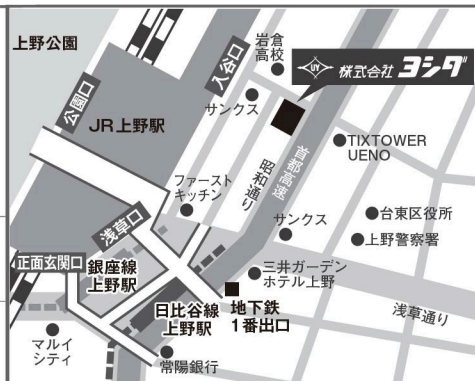 上野公園
岩倉
高校
UY
株式会社 ヨシダ
入谷口
公園口
サンクス
JR上野駅
TIXTOWER
UENO
首都高速
昭和通り
ファースト
キッチン
台東区役所
浅草口
サンクス
上野警察署
正面玄関口
銀座線
上野駅
三井ガーデン
ホテル上野
日比谷線
上野駅
地下鉄
1番出口
浅草通り
マルイ
シティ
常陽銀行